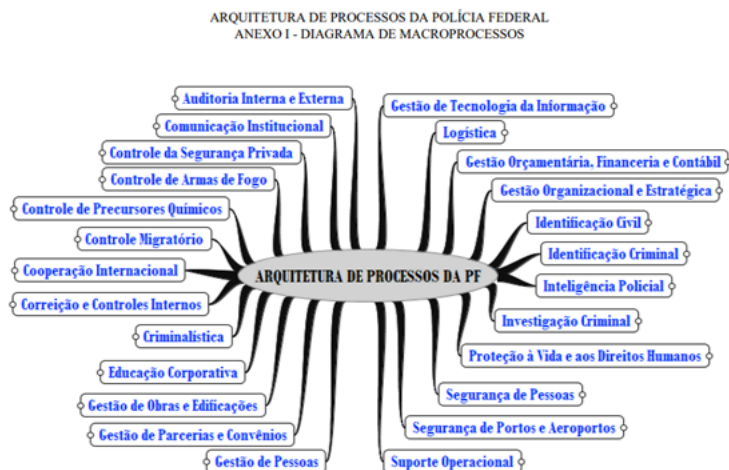 ARQUITETURA DE PROCESSOS DA POLÍCIA FEDERAL
ANEXO I - DIAGRAMA DE MACROPROCESSOS
Auditoria Interna e Externa
Comunicação Institucional
Controle da Segurança Privada
Controle de Armas de Fogo
Controle de Precursores Químicos
Controle Migratório
Cooperação Internacional
Correição e Controles Internos
Criminalística
Educação Corporativa
Gestão de Obras e Edificações
Gestão de Parcerias e Convênios
Gestão de Pessoas
ARQUITETURA DE PROCESSOS DA PF
Gestão de Tecnologia da Informação
Logística
Gestão Orçamentária, Financeria e Contábil
Gestão Organizacional e Estratégica
Identificação Civil
Identificação Criminal
Inteligência Policial
Investigação Criminal
Proteção à Vida e aos Direitos Humanos
Segurança de Pessoas
Segurança de Portos e Aeroportos
Suporte Operacional